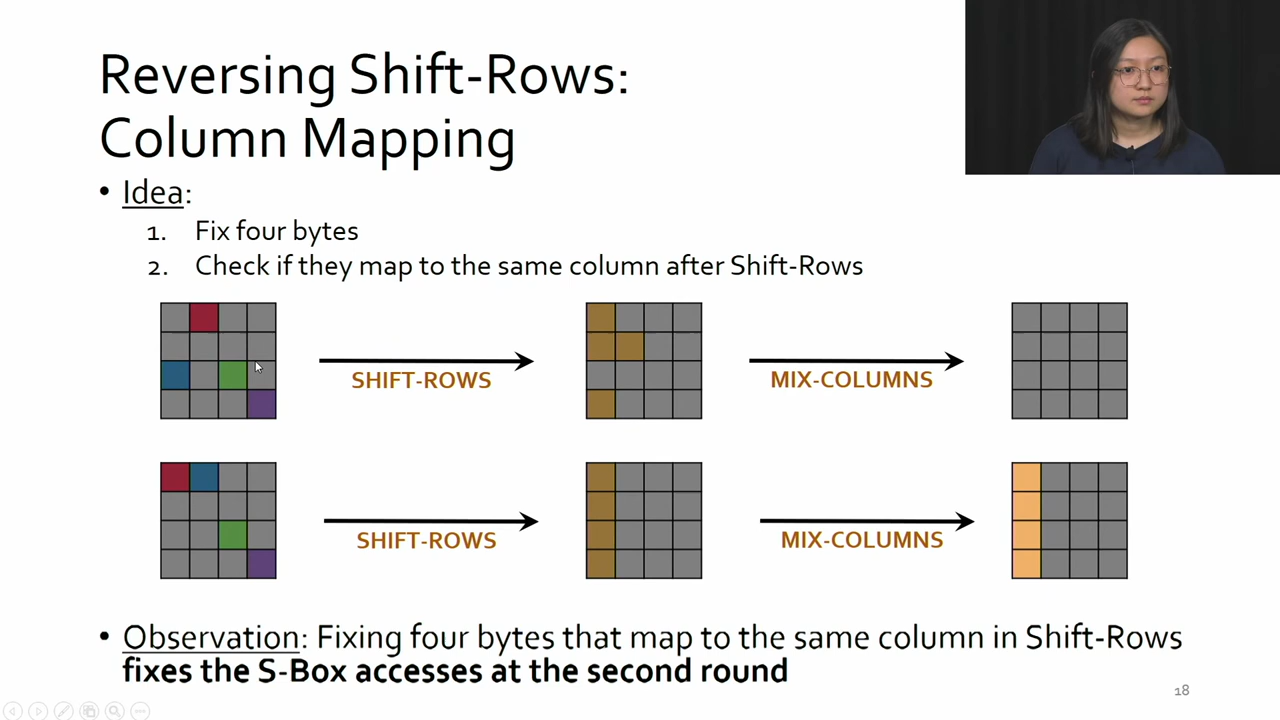 Reversing Shift-Rows:
Column Mapping
• Idea:
1. Fix four bytes
2. Check if they map to the same column after Shift-Rows
SHIFT-ROWS
MIX-COLUMNS
SHIFT-ROWS
MIX-COLUMNS
• Observation: Fixing four bytes that map to the same column in Shift-Rows
fixes the S-Box accesses at the second round
18